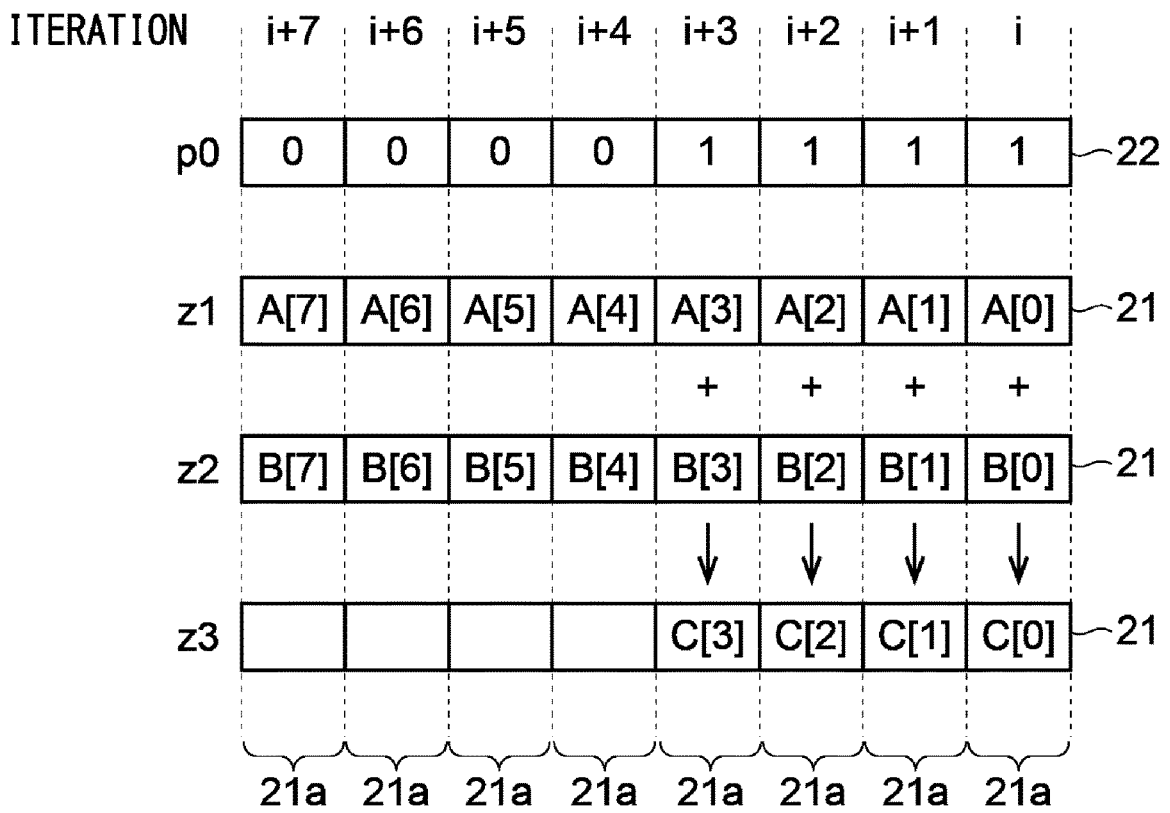 ITERATION i+7 i+6 i+5 i+4 i+3 i+2 i+1 i
p0 0 0 0 0 1 1 1 1 22
z1 A[7] A[6] A[5] A[4] A[3] A[2] A[1] A[0] 21
+ + + +
z2 B[7] B[6] B[5] B[4] B[3] B[2] B[1] B[0] 21
z3 C[3] C[2] C[1] C[0] 21
21a 21a 21a 21a 21a 21a 21a 21a